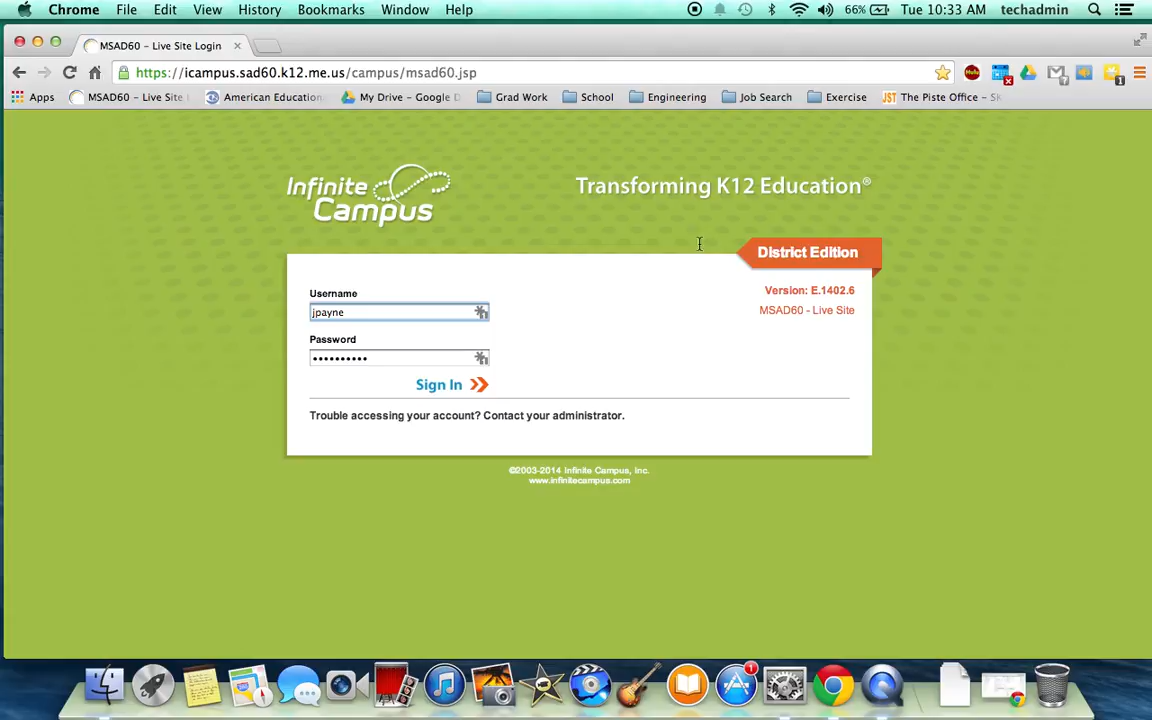 Chrome File Edit View History Bookmarks Window Help 66% Tue 10:33 AM techadmin
MSAD60 - Live Site Login
https://icampus.sad60.k12.me.us/campus/msad60.jsp
Apps MSAD60 - Live Site American Education My Drive - Google D Grad Work School Engineering Job Search Exercise JST The Piste Office - SK
Infinite Campus
Transforming K12 Education®
District Edition
Version: E.1402.6
MSAD60 - Live Site
Username
jpayne
Password
••••••••••
Sign In
Trouble accessing your account? Contact your administrator.
©2003-2014 Infinite Campus, Inc.
www.infinitecampus.com